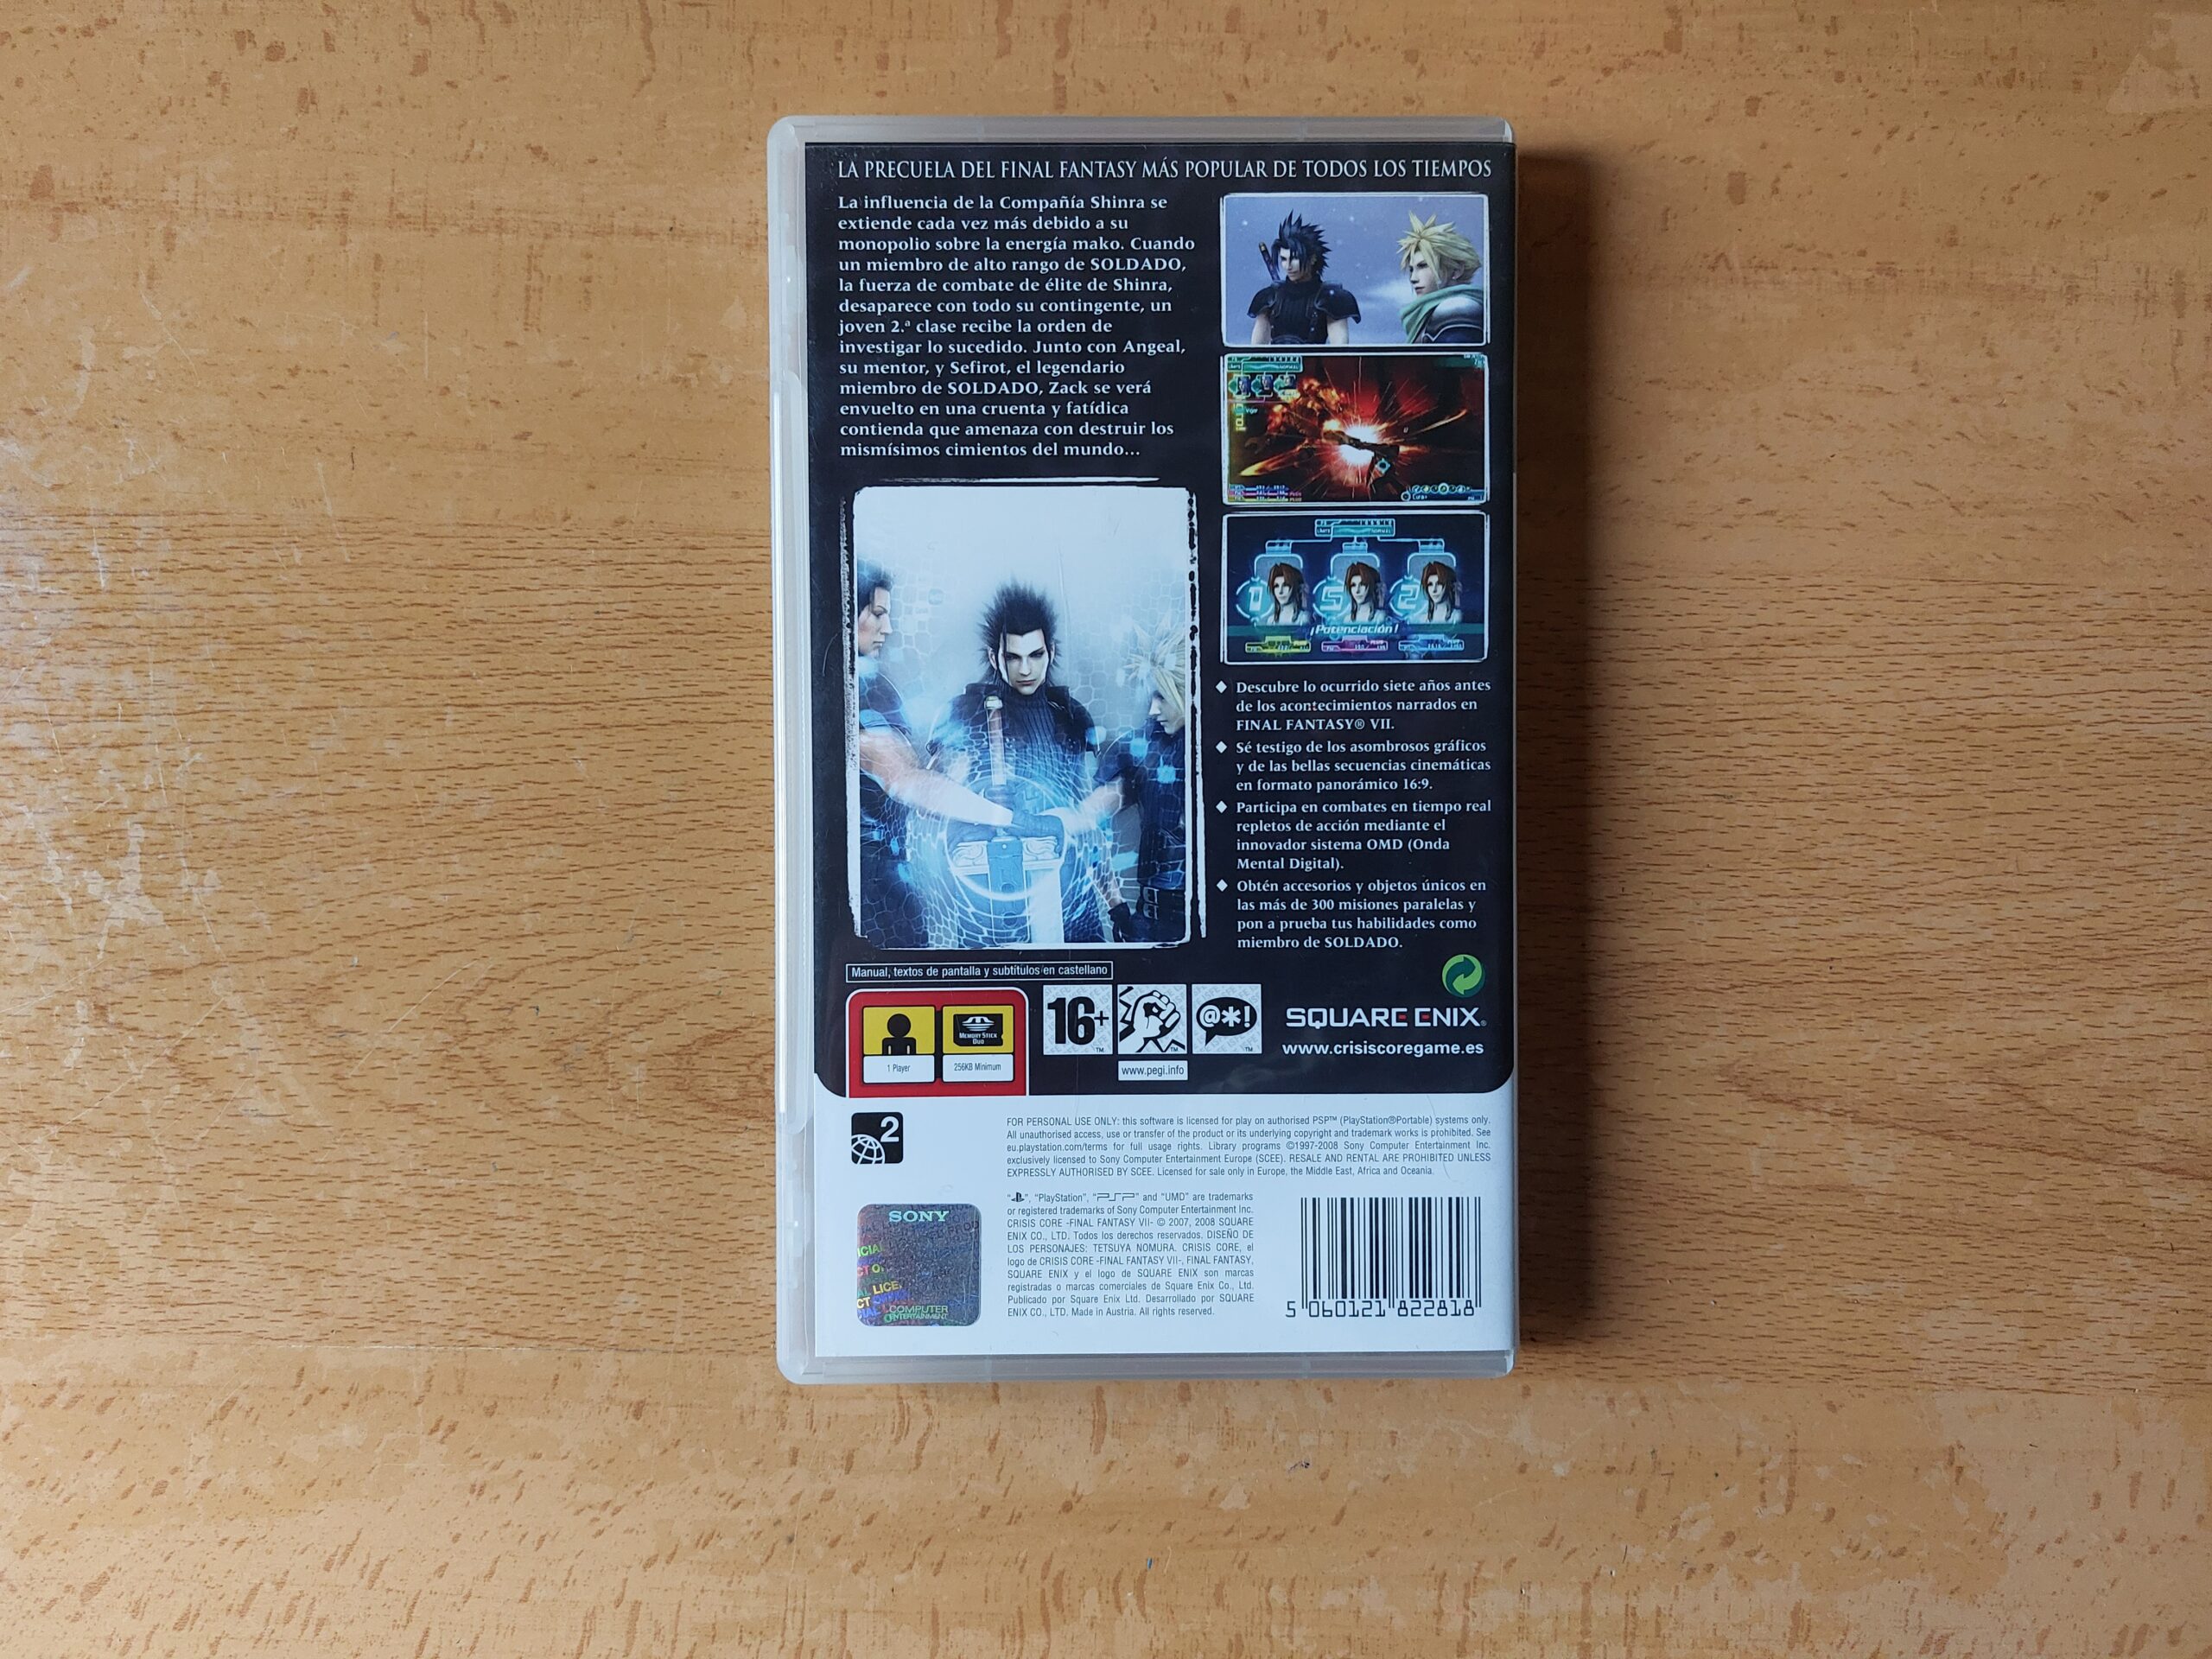 LA PRECUELA DEL FINAL FANTASY MÁS POPULAR DE TODOS LOS TIEMPOS
La influencia de la Compañía Shinra se
extiende cada vez más debido a su
monopolio sobre la energía mako. Cuando
un miembro de alto rango de SOLDADO,
la fuerza de combate de élite de Shinra,
desaparece con todo su contingente, un
joven 2.ª clase recibe la orden de
investigar lo sucedido. Junto con Angeal,
su mentor, y Sefirot, el legendario
miembro de SOLDADO, Zack se verá
envuelto en una cruenta y fatídica
contienda que amenaza con destruir los
mismísimos cimientos del mundo...
1 5 2
¡Potenciación!
◆ Descubre lo ocurrido siete años antes
de los acontecimientos narrados en
FINAL FANTASY® VII.
◆ Sé testigo de los asombrosos gráficos
y de las bellas secuencias cinemáticas
en formato panorámico 16:9.
◆ Participa en combates en tiempo real
repletos de acción mediante el
innovador sistema OMD (Onda
Mental Digital).
◆ Obtén accesorios y objetos únicos en
las más de 300 misiones paralelas y
pon a prueba tus habilidades como
miembro de SOLDADO.
Manual, textos de pantalla y subtítulos en castellano
1 Player
MEMORY STICK
DUO
256KB Minimum
16+
™
@*!
www.pegi.info
SQUARE ENIX®
www.crisiscoregame.es
2
FOR PERSONAL USE ONLY: this software is licensed for play on authorised PSP™ (PlayStation®Portable) systems only.
All unauthorised access, use or transfer of the product or its underlying copyright and trademark works is prohibited. See
eu.playstation.com/terms for full usage rights. Library programs ©1997-2008 Sony Computer Entertainment Inc.
exclusively licensed to Sony Computer Entertainment Europe (SCEE). RESALE AND RENTAL ARE PROHIBITED UNLESS
EXPRESSLY AUTHORISED BY SCEE. Licensed for sale only in Europe, the Middle East, Africa and Oceania.
SONY
COMPUTER
ENTERTAINMENT
"", "PlayStation", "PSP" and "UMD" are trademarks
or registered trademarks of Sony Computer Entertainment Inc.
CRISIS CORE -FINAL FANTASY VII- © 2007, 2008 SQUARE
ENIX CO., LTD. Todos los derechos reservados. DISEÑO DE
LOS PERSONAJES: TETSUYA NOMURA. CRISIS CORE, el
logo de CRISIS CORE -FINAL FANTASY VII-, FINAL FANTASY,
SQUARE ENIX y el logo de SQUARE ENIX son marcas
registradas o marcas comerciales de Square Enix Co., Ltd.
Publicado por Square Enix Ltd. Desarrollado por SQUARE
ENIX CO., LTD. Made in Austria. All rights reserved.
5 060121 822818